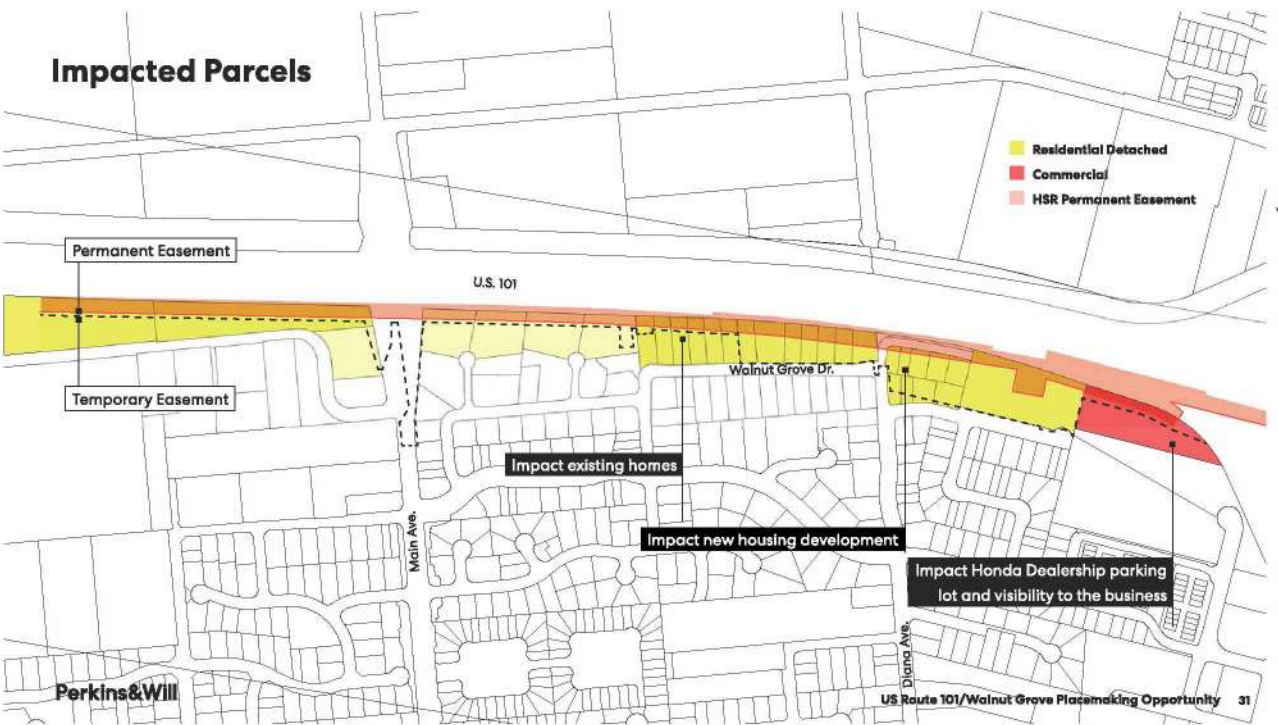 Impacted Parcels
Residential Detached
Commercial
HSR Permanent Easement
Permanent Easement
U.S. 101
Temporary Easement
Walnut Grove Dr.
Impact existing homes
Main Ave.
Impact new housing development
Impact Honda Dealership parking
lot and visibility to the business
Diana Ave.
Perkins&Will
US Route 101/Walnut Grove Placemaking Opportunity 31